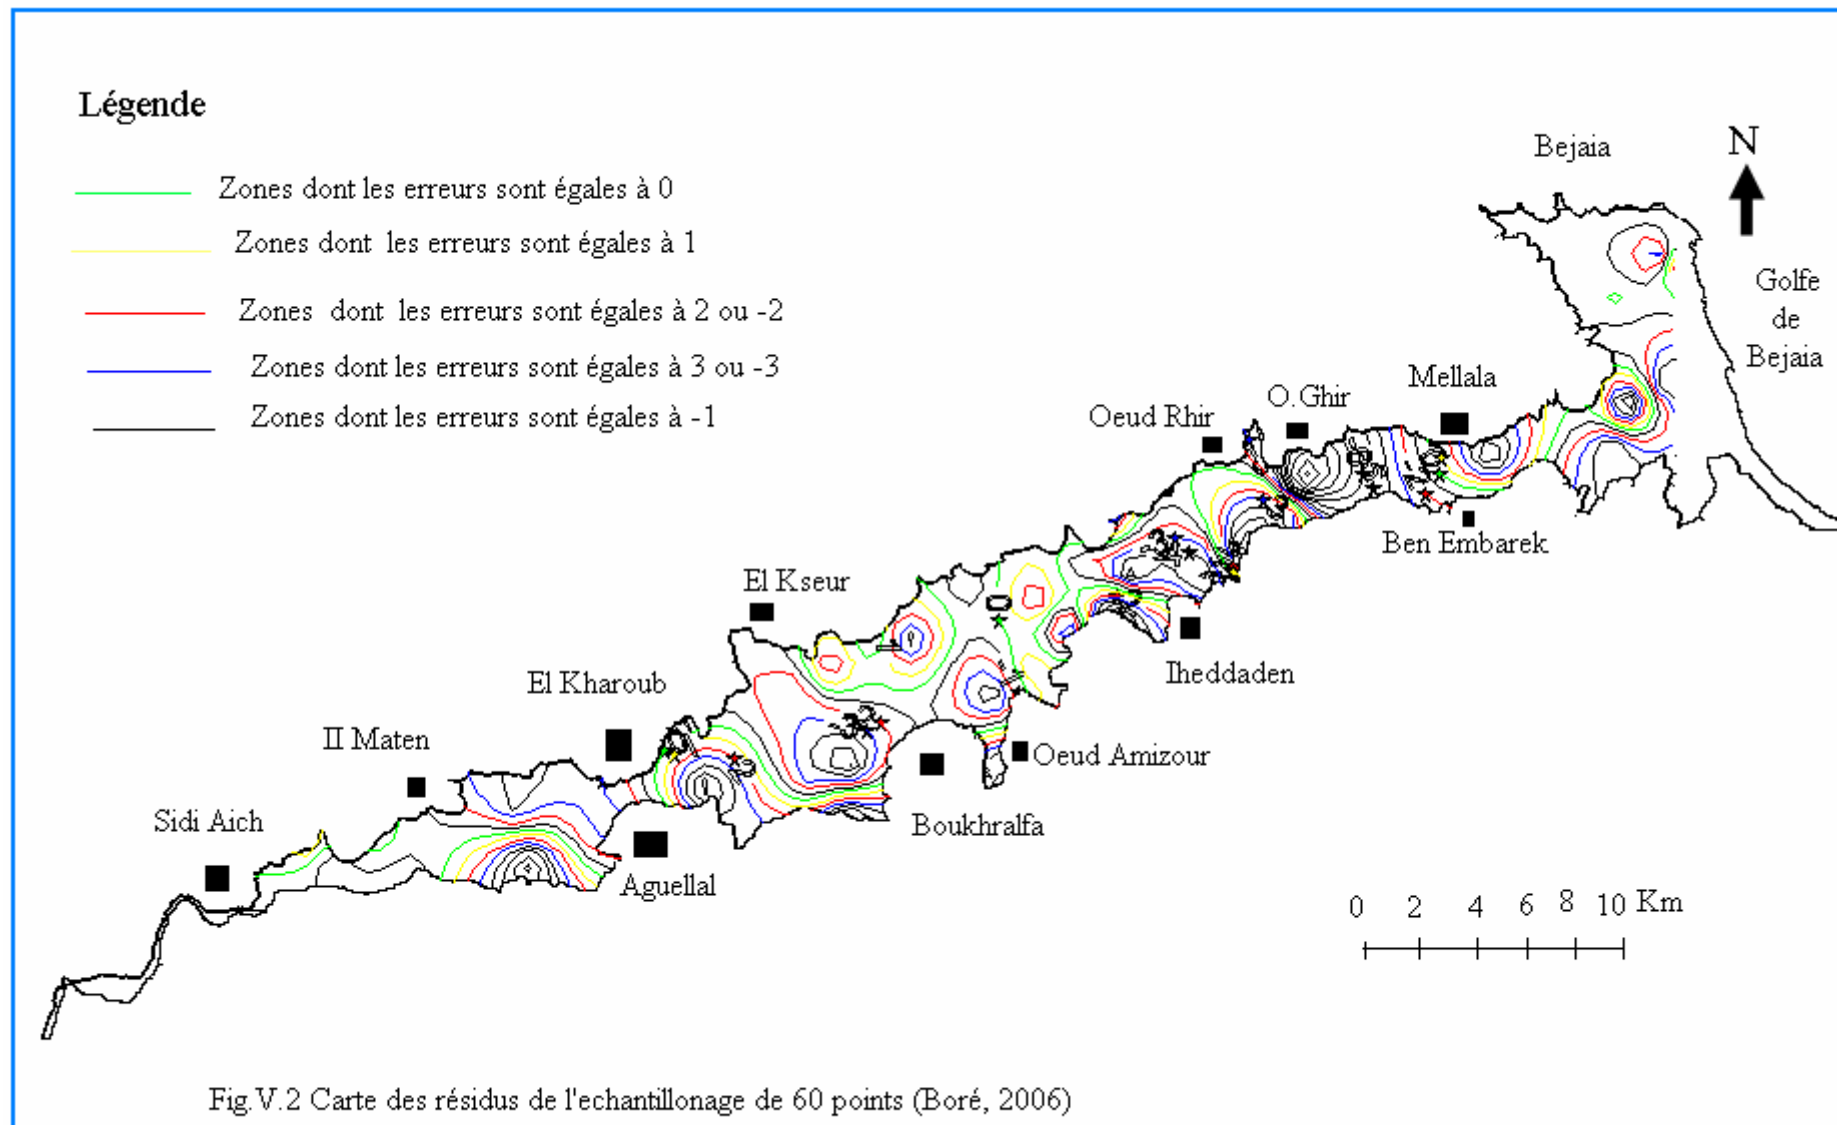 Légende
Zones dont les erreurs sont égales à 0
Zones dont les erreurs sont égales à 1
Zones dont les erreurs sont égales à 2 ou -2
Zones dont les erreurs sont égales à 3 ou -3
Zones dont les erreurs sont égales à -1
Bejaia
N
Golfe
de
Bejaia
Mellala
O.Ghir
Oeud Rhir
Ben Embarek
El Kseur
Iheddaden
El Kharoub
Il Maten
Oeud Amizour
Sidi Aich
Boukhralfa
Aguellal
0 2 4 6 8 10 Km
Fig.V.2 Carte des résidus de l'echantillonage de 60 points (Boré, 2006)